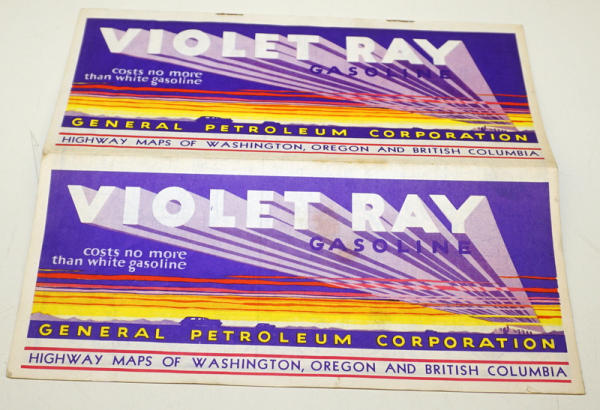 VIOLET RAY
GASOLINE
costs no more
than white gasoline
GENERAL PETROLEUM CORPORATION
HIGHWAY MAPS OF WASHINGTON, OREGON AND BRITISH COLUMBIA
VIOLET RAY
GASOLINE
costs no more
than white gasoline
GENERAL PETROLEUM CORPORATION
HIGHWAY MAPS OF WASHINGTON, OREGON AND BRITISH COLUMBIA